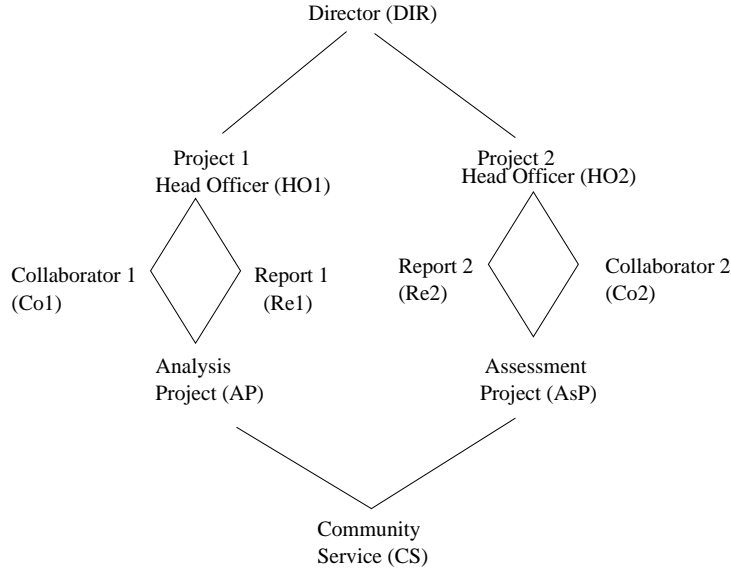 Director (DIR)
Project 1
Head Officer (HO1)
Project 2
Head Officer (HO2)
Collaborator 1
(Co1)
Report 1
(Re1)
Report 2
(Re2)
Collaborator 2
(Co2)
Analysis
Project (AP)
Assessment
Project (AsP)
Community
Service (CS)